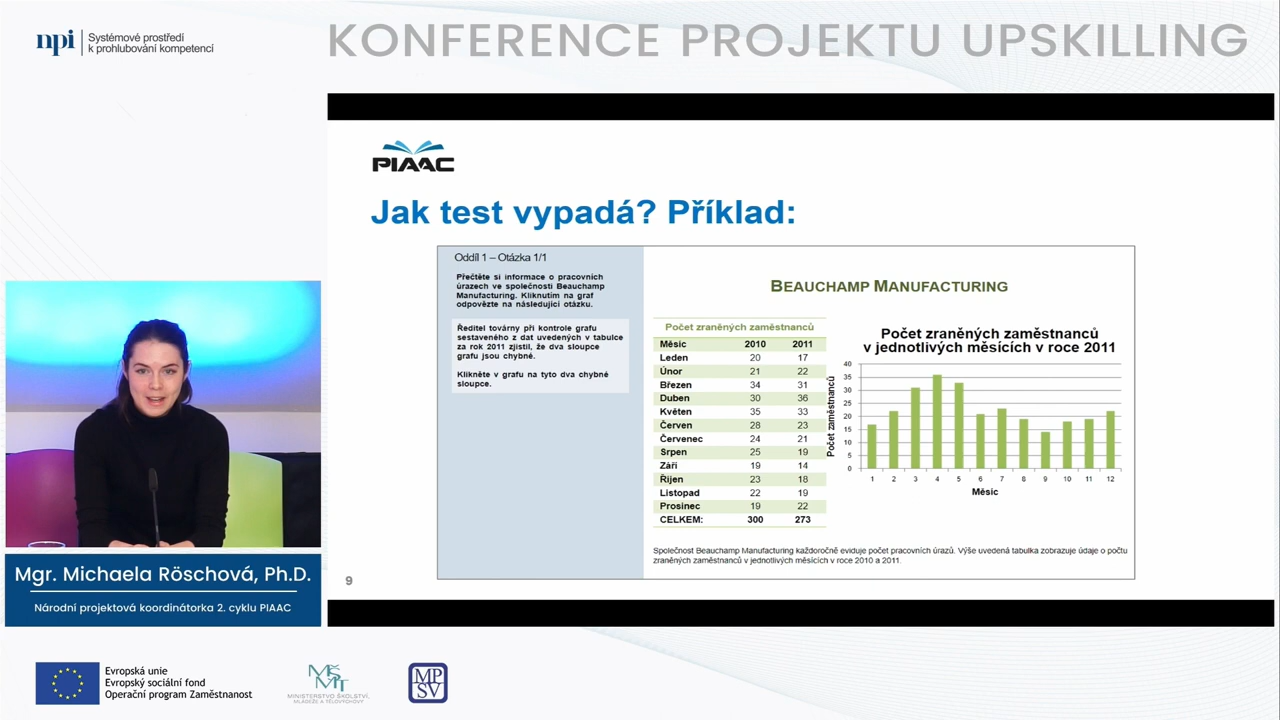 npi
Systémové prostředí
k prohlubování kompetencí
KONFERENCE PROJEKTU UPSKILLING
PIAAC
Jak test vypadá? Příklad:
Oddíl 1 – Otázka 1/1
Přečtěte si informace o pracovních
úrazech ve společnosti Beauchamp
Manufacturing. Kliknutím na graf
odpovězte na následující otázku.
Ředitel továrny při kontrole grafu
sestaveného z dat uvedených v tabulce
za rok 2011 zjistil, že dva sloupce
grafu jsou chybné.
Klikněte v grafu na tyto dva chybné
sloupce.
BEAUCHAMP MANUFACTURING
Počet zraněných zaměstnanců
Měsíc 2010 2011
Leden 20 17
Únor 21 22
Březen 34 31
Duben 30 36
Květen 35 33
Červen 28 23
Červenec 24 21
Srpen 25 19
Září 19 14
Říjen 23 18
Listopad 22 19
Prosinec 19 22
CELKEM: 300 273
Počet zraněných zaměstnanců
v jednotlivých měsících v roce 2011
Počet zaměstnanců
40
35
30
25
20
15
10
5
0
1 2 3 4 5 6 7 8 9 10 11 12
Měsíc
Společnost Beauchamp Manufacturing každoročně eviduje počet pracovních úrazů. Výše uvedená tabulka zobrazuje údaje o počtu
zraněných zaměstnanců v jednotlivých měsících v roce 2010 a 2011.
9
Mgr. Michaela Röschová, Ph.D.
Národní projektová koordinátorka 2. cyklu PIAAC
Evropská unie
Evropský sociální fond
Operační program Zaměstnanost
MŠMT
MINISTERSTVO ŠKOLSTVÍ,
MLÁDEŽE A TĚLOVÝCHOVY
MP
SV